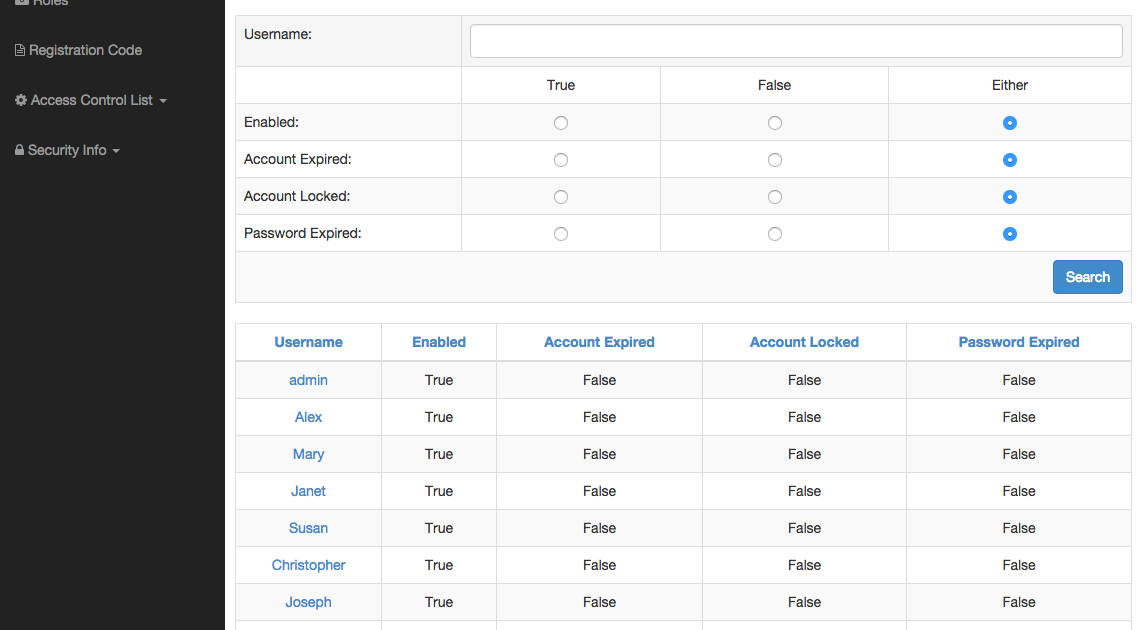 Roles
Registration Code
Access Control List
Security Info
Username:
True False Either
Enabled:
Account Expired:
Account Locked:
Password Expired:
Search
Username Enabled Account Expired Account Locked Password Expired
admin True False False False
Alex True False False False
Mary True False False False
Janet True False False False
Susan True False False False
Christopher True False False False
Joseph True False False False